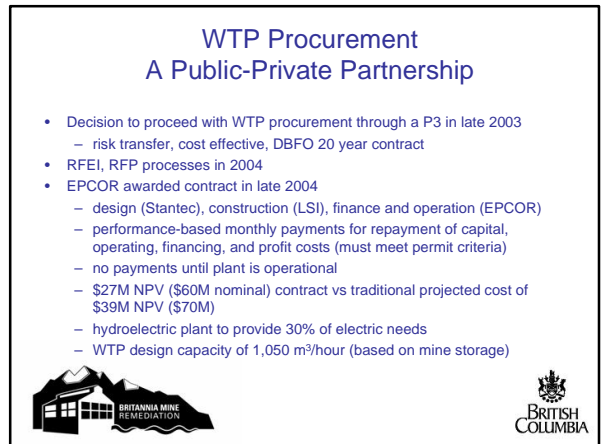 WTP Procurement
A Public-Private Partnership
• Decision to proceed with WTP procurement through a P3 in late 2003
– risk transfer, cost effective, DBFO 20 year contract
• RFEI, RFP processes in 2004
• EPCOR awarded contract in late 2004
– design (Stantec), construction (LSI), finance and operation (EPCOR)
– performance-based monthly payments for repayment of capital,
operating, financing, and profit costs (must meet permit criteria)
– no payments until plant is operational
– $27M NPV ($60M nominal) contract vs traditional projected cost of
$39M NPV ($70M)
– hydroelectric plant to provide 30% of electric needs
– WTP design capacity of 1,050 m³/hour (based on mine storage)
BRITANNIA MINE
REMEDIATION
BRITISH
COLUMBIA